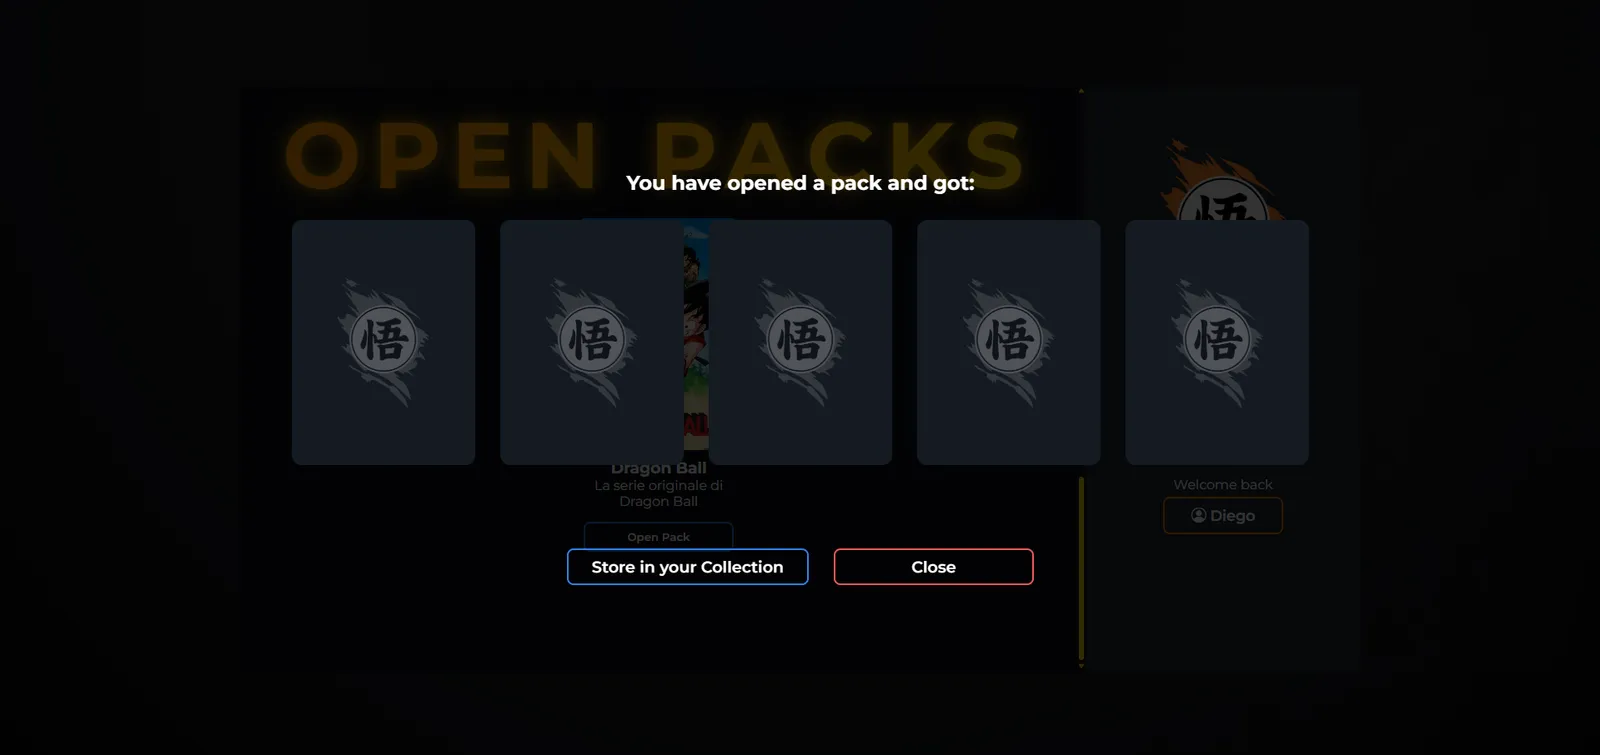 OPEN PACKS
You have opened a pack and got:
悟
悟
悟
悟
悟
悟
Dragon Ball
La serie originale di
Dragon Ball
Open Pack
Store in your Collection
Close
Welcome back
Diego